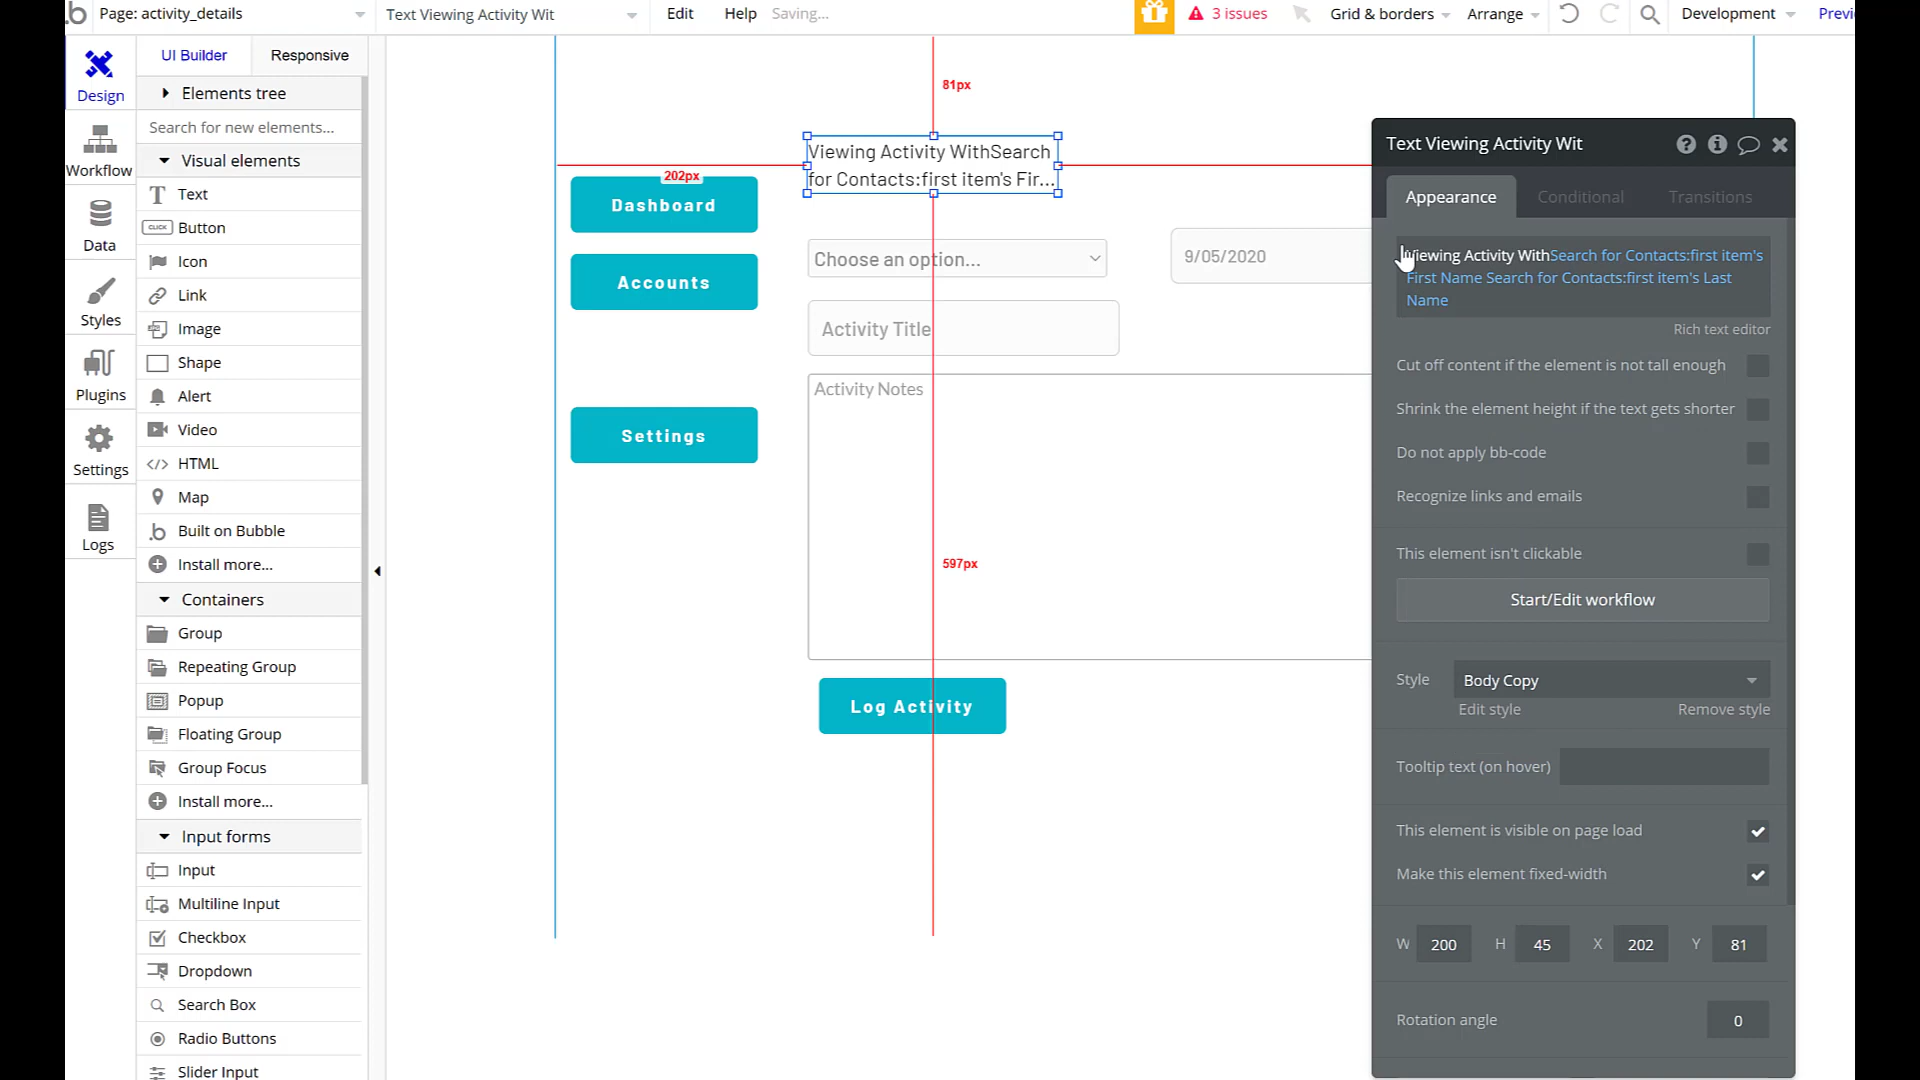 Page: activity_details
Text Viewing Activity Wit
Edit
Help
Saving...
3 issues
Grid & borders
Arrange
Development
Previ
UI Builder
Responsive
Design
Workflow
Data
Styles
Plugins
Settings
Logs
Elements tree
Search for new elements...
Visual elements
Text
CLICK
Button
Icon
Link
Image
Shape
Alert
Video
</> HTML
Map
Built on Bubble
Install more...
Containers
Group
Repeating Group
Popup
Floating Group
Group Focus
Install more...
Input forms
Input
Multiline Input
Checkbox
Dropdown
Search Box
Radio Buttons
Slider Input
81px
Viewing Activity WithSearch
for Contacts:first item's Fir...
202px
Dashboard
Accounts
Settings
Choose an option...
9/05/2020
Activity Title
Activity Notes
597px
Log Activity
Text Viewing Activity Wit
Appearance
Conditional
Transitions
Viewing Activity WithSearch for Contacts:first item's
First Name Search for Contacts:first item's Last
Name
Rich text editor
Cut off content if the element is not tall enough
Shrink the element height if the text gets shorter
Do not apply bb-code
Recognize links and emails
This element isn't clickable
Start/Edit workflow
Style
Body Copy
Edit style
Remove style
Tooltip text (on hover)
This element is visible on page load
Make this element fixed-width
W 200 H 45 X 202 Y 81
Rotation angle 0